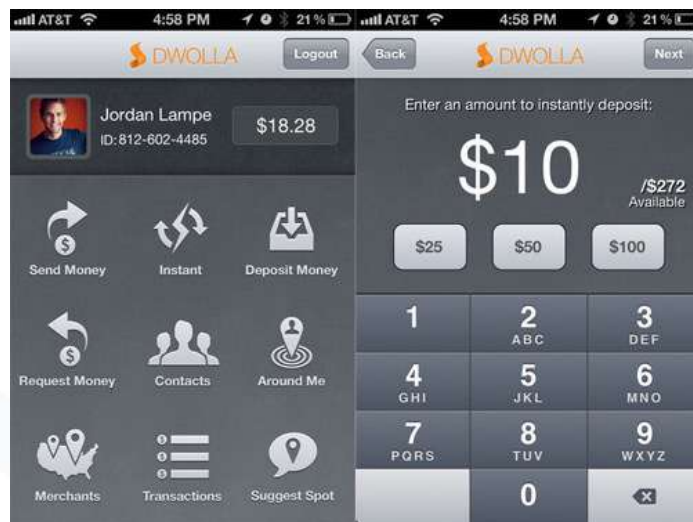 AT&T 4:58 PM 21 %
DWOLLA
Logout
Jordan Lampe
ID:812-602-4485
$18.28
Send Money
Instant
Deposit Money
Request Money
Contacts
Around Me
Merchants
Transactions
Suggest Spot
AT&T 4:58 PM 21 %
Back
DWOLLA
Next
Enter an amount to instantly deposit:
$10
/$272
Available
$25
$50
$100
1
2
ABC
3
DEF
4
GHI
5
JKL
6
MNO
7
PQRS
8
TUV
9
WXYZ
0